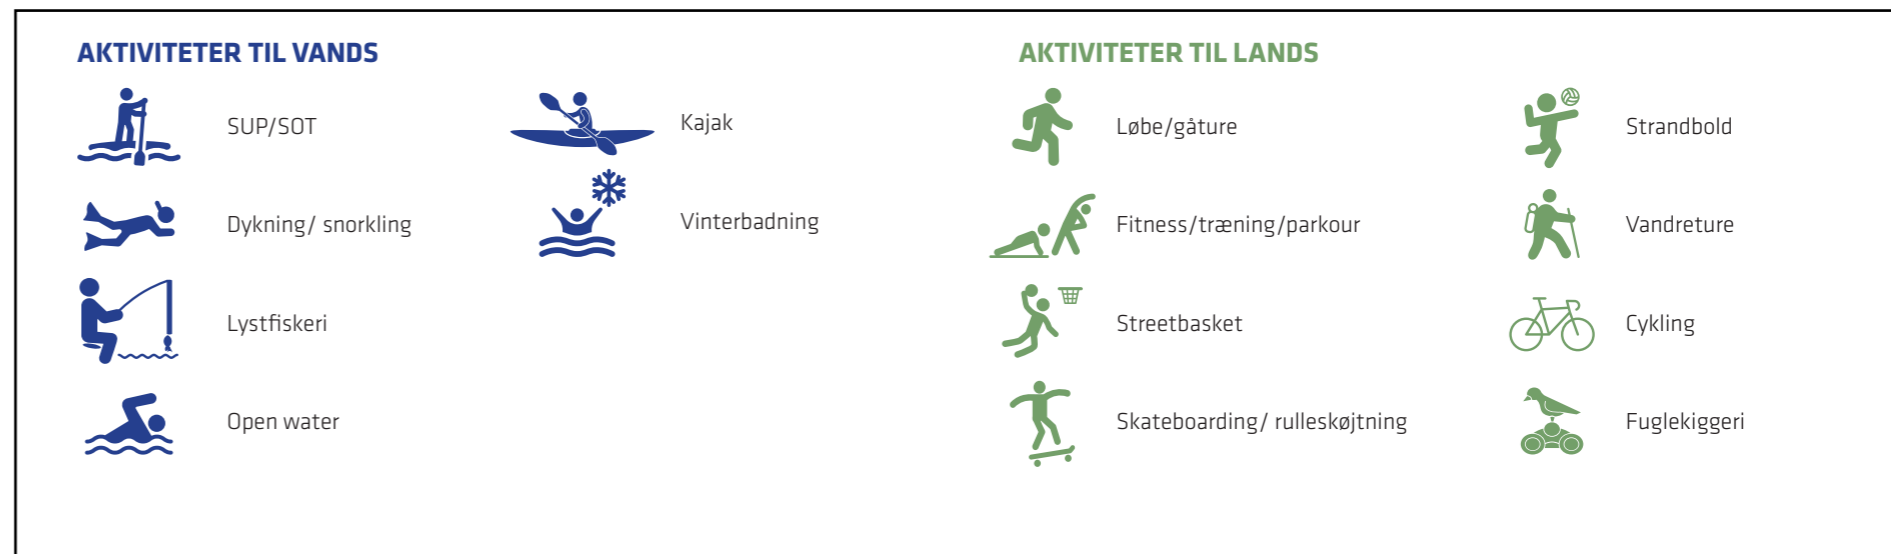 AKTIVITETER TIL VANDS
SUP/SOT
Dykning/ snorkling
Lystfiskeri
Open water
Kajak
Vinterbadning
AKTIVITETER TIL LANDS
Løbe/gåture
Fitness/træning/parkour
Streetbasket
Skateboarding/ rulleskøjtning
Strandbold
Vandreture
Cykling
Fuglekiggeri